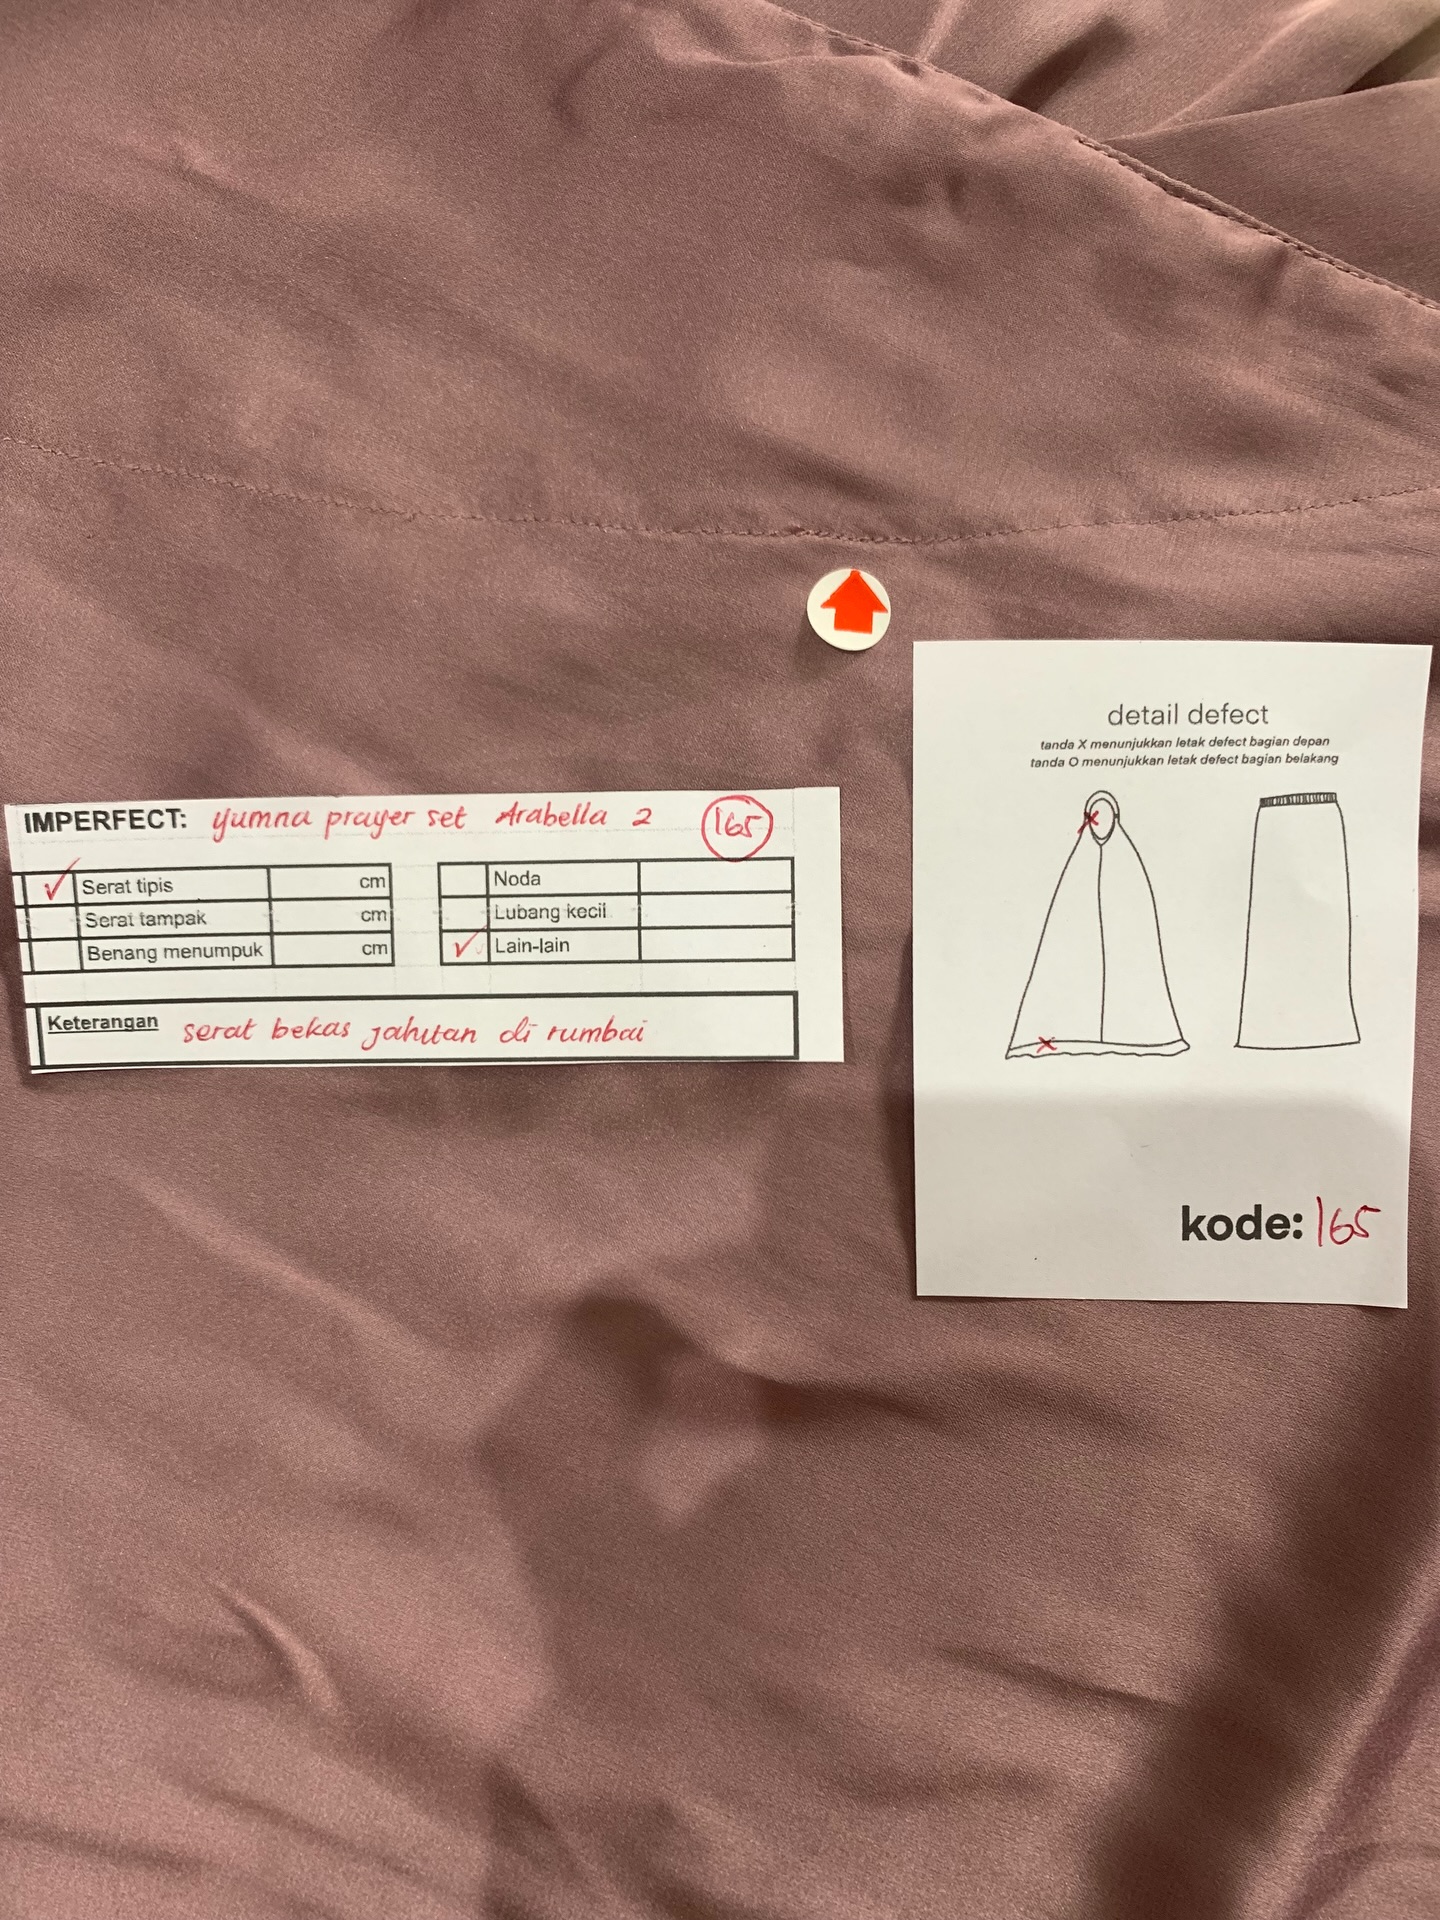 detail defect
tanda X menunjukkan letak defect bagian depan
tanda O menunjukkan letak defect bagian belakang
kode: 165
IMPERFECT: yumna prayer set Arabella 2 165
✓ Serat tipis cm
Serat tampak cm
Benang menumpuk cm
Noda
Lubang kecil
✓ Lain-lain
Keterangan serat bekas jahitan di rumbai